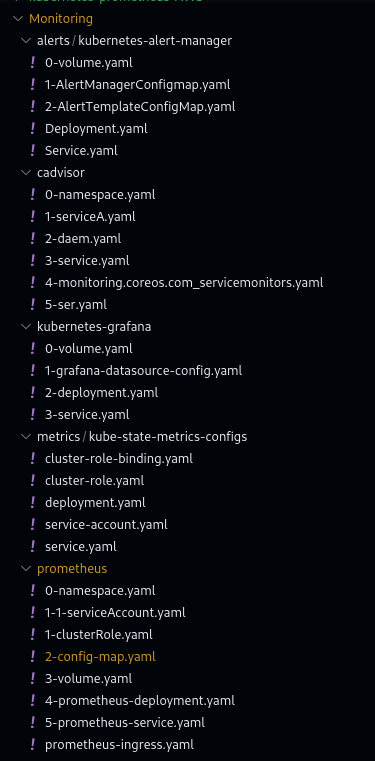 Monitoring
alerts / kubernetes-alert-manager
! 0-volume.yaml
! 1-AlertManagerConfigmap.yaml
! 2-AlertTemplateConfigMap.yaml
! Deployment.yaml
! Service.yaml
cadvisor
! 0-namespace.yaml
! 1-serviceA.yaml
! 2-daem.yaml
! 3-service.yaml
! 4-monitoring.coreos.com_servicemonitors.yaml
! 5-ser.yaml
kubernetes-grafana
! 0-volume.yaml
! 1-grafana-datasource-config.yaml
! 2-deployment.yaml
! 3-service.yaml
metrics / kube-state-metrics-configs
! cluster-role-binding.yaml
! cluster-role.yaml
! deployment.yaml
! service-account.yaml
! service.yaml
prometheus
! 0-namespace.yaml
! 1-1-serviceAccount.yaml
! 1-clusterRole.yaml
! 2-config-map.yaml
! 3-volume.yaml
! 4-prometheus-deployment.yaml
! 5-prometheus-service.yaml
! prometheus-ingress.yaml